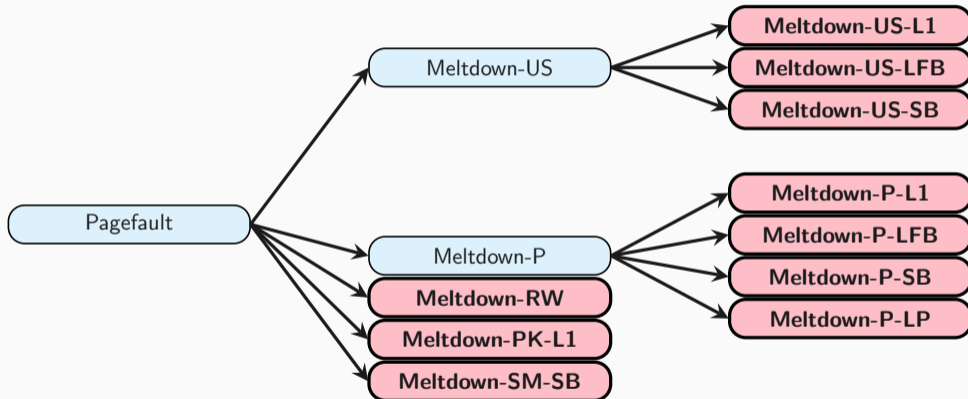 Pagefault
Meltdown-US
Meltdown-US-L1
Meltdown-US-LFB
Meltdown-US-SB
Meltdown-P
Meltdown-P-L1
Meltdown-P-LFB
Meltdown-P-SB
Meltdown-P-LP
Meltdown-RW
Meltdown-PK-L1
Meltdown-SM-SB